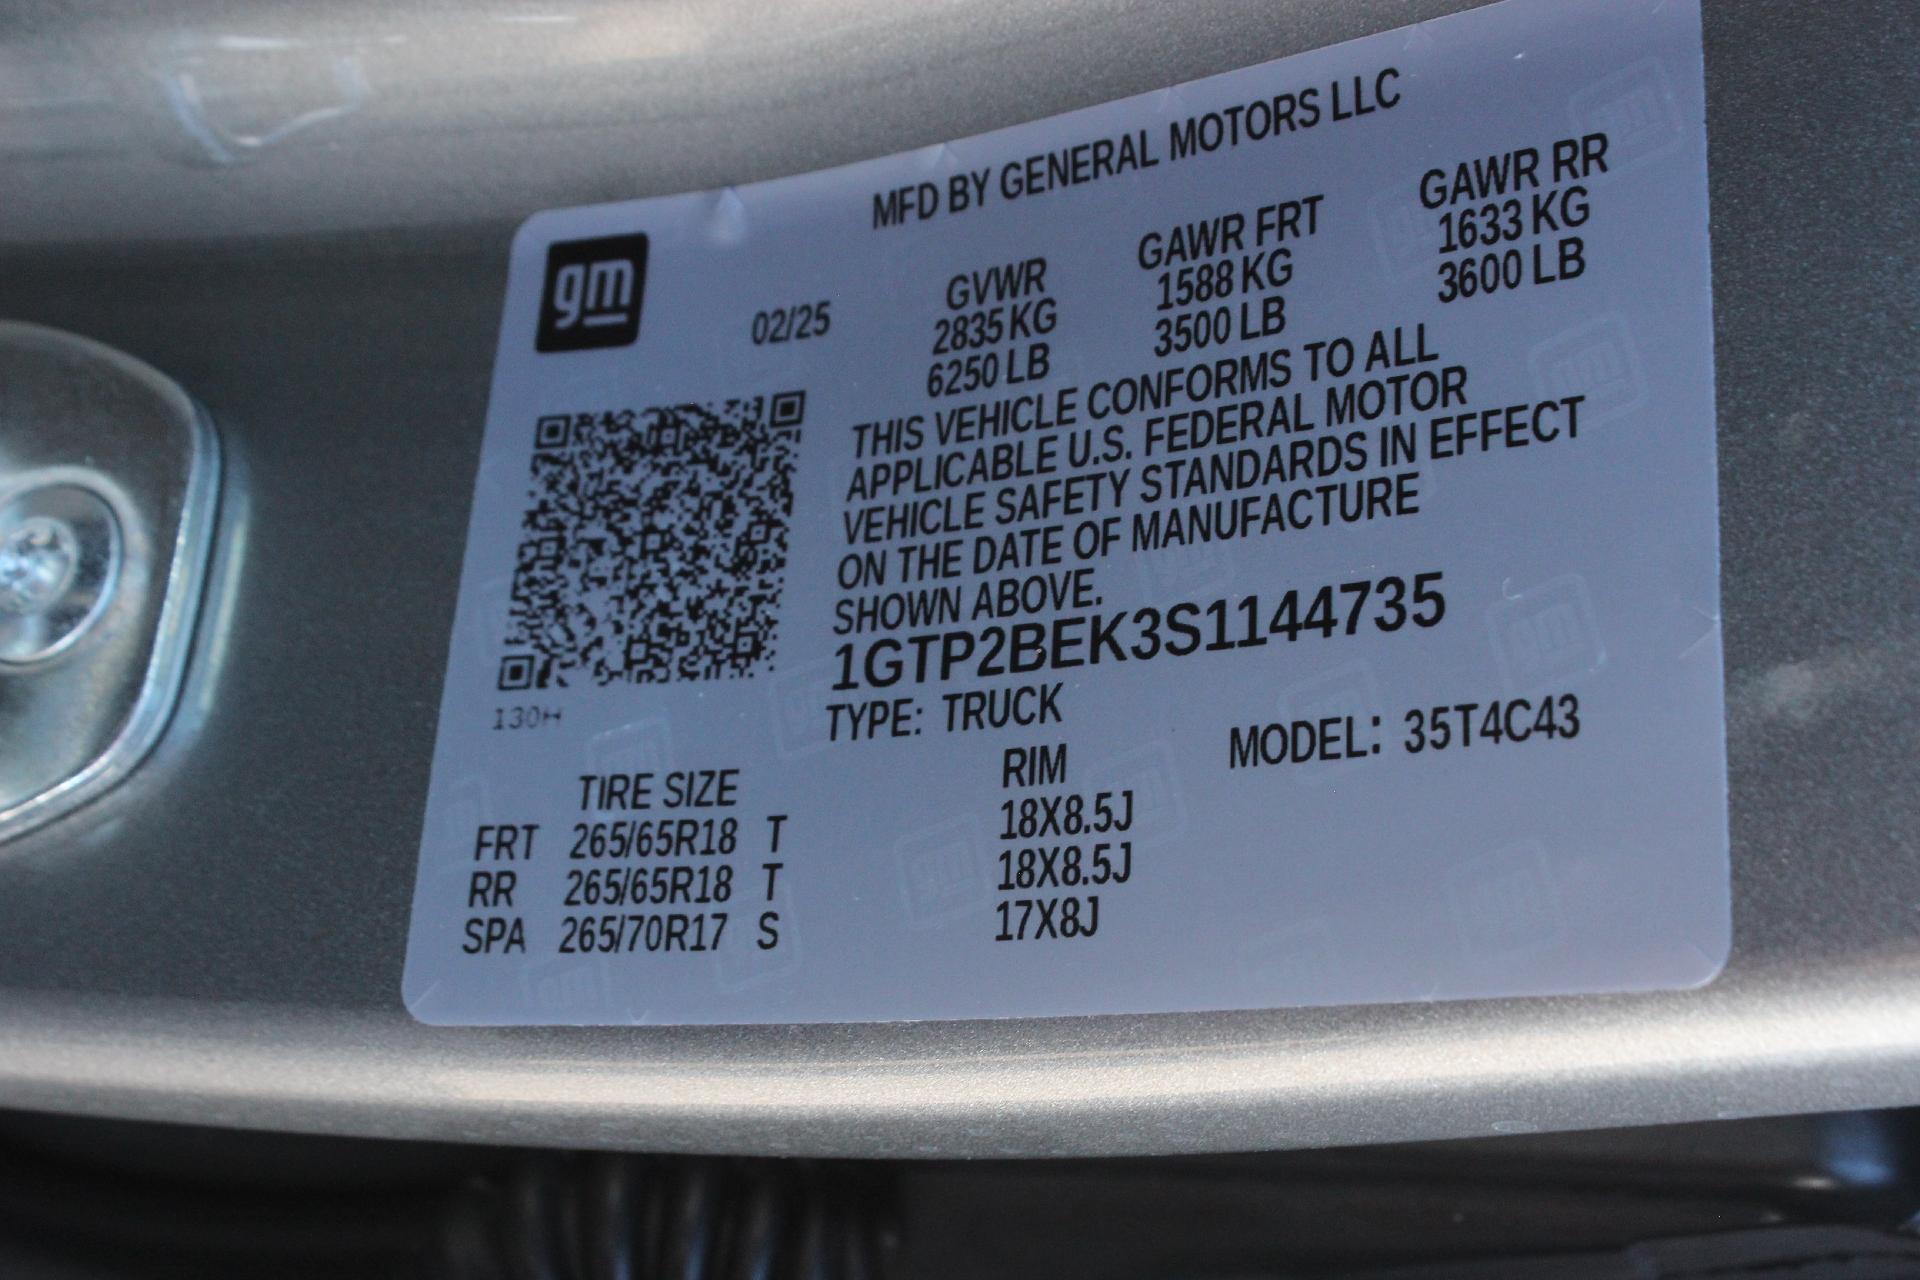 MFD BY GENERAL MOTORS LLC
gm
02/25
GVWR GAWR FRT GAWR RR
2835 KG 1588 KG 1633 KG
6250 LB 3500 LB 3600 LB
THIS VEHICLE CONFORMS TO ALL
APPLICABLE U.S. FEDERAL MOTOR
VEHICLE SAFETY STANDARDS IN EFFECT
ON THE DATE OF MANUFACTURE
SHOWN ABOVE.
1GTP2BEK3S1144735
130H
TYPE: TRUCK
MODEL: 35T4C43
TIRE SIZE RIM
FRT 265/65R18 T 18X8.5J
RR 265/65R18 T 18X8.5J
SPA 265/70R17 S 17X8J